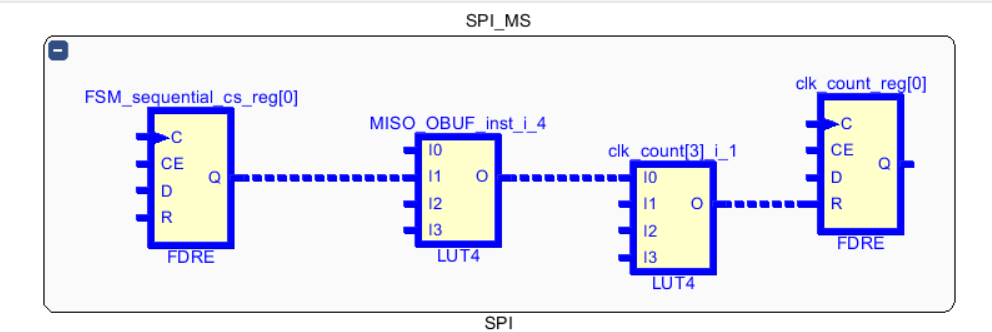 SPI_MS
FSM_sequential_cs_reg[0]
C
CE
D
R
Q
FDRE
MISO_OBUF_inst_i_4
I0
I1
I2
I3
O
LUT4
clk_count[3]_i_1
I0
I1
I2
I3
O
LUT4
clk_count_reg[0]
C
CE
D
R
Q
FDRE
SPI